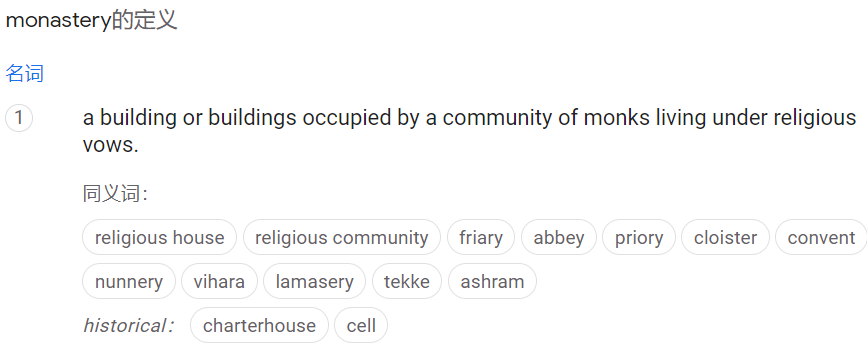 monastery的定义
名词
1 a building or buildings occupied by a community of monks living under religious
vows.
同义词：
religious house religious community friary abbey priory cloister convent
nunnery vihara lamasery tekke ashram
historical： charterhouse cell